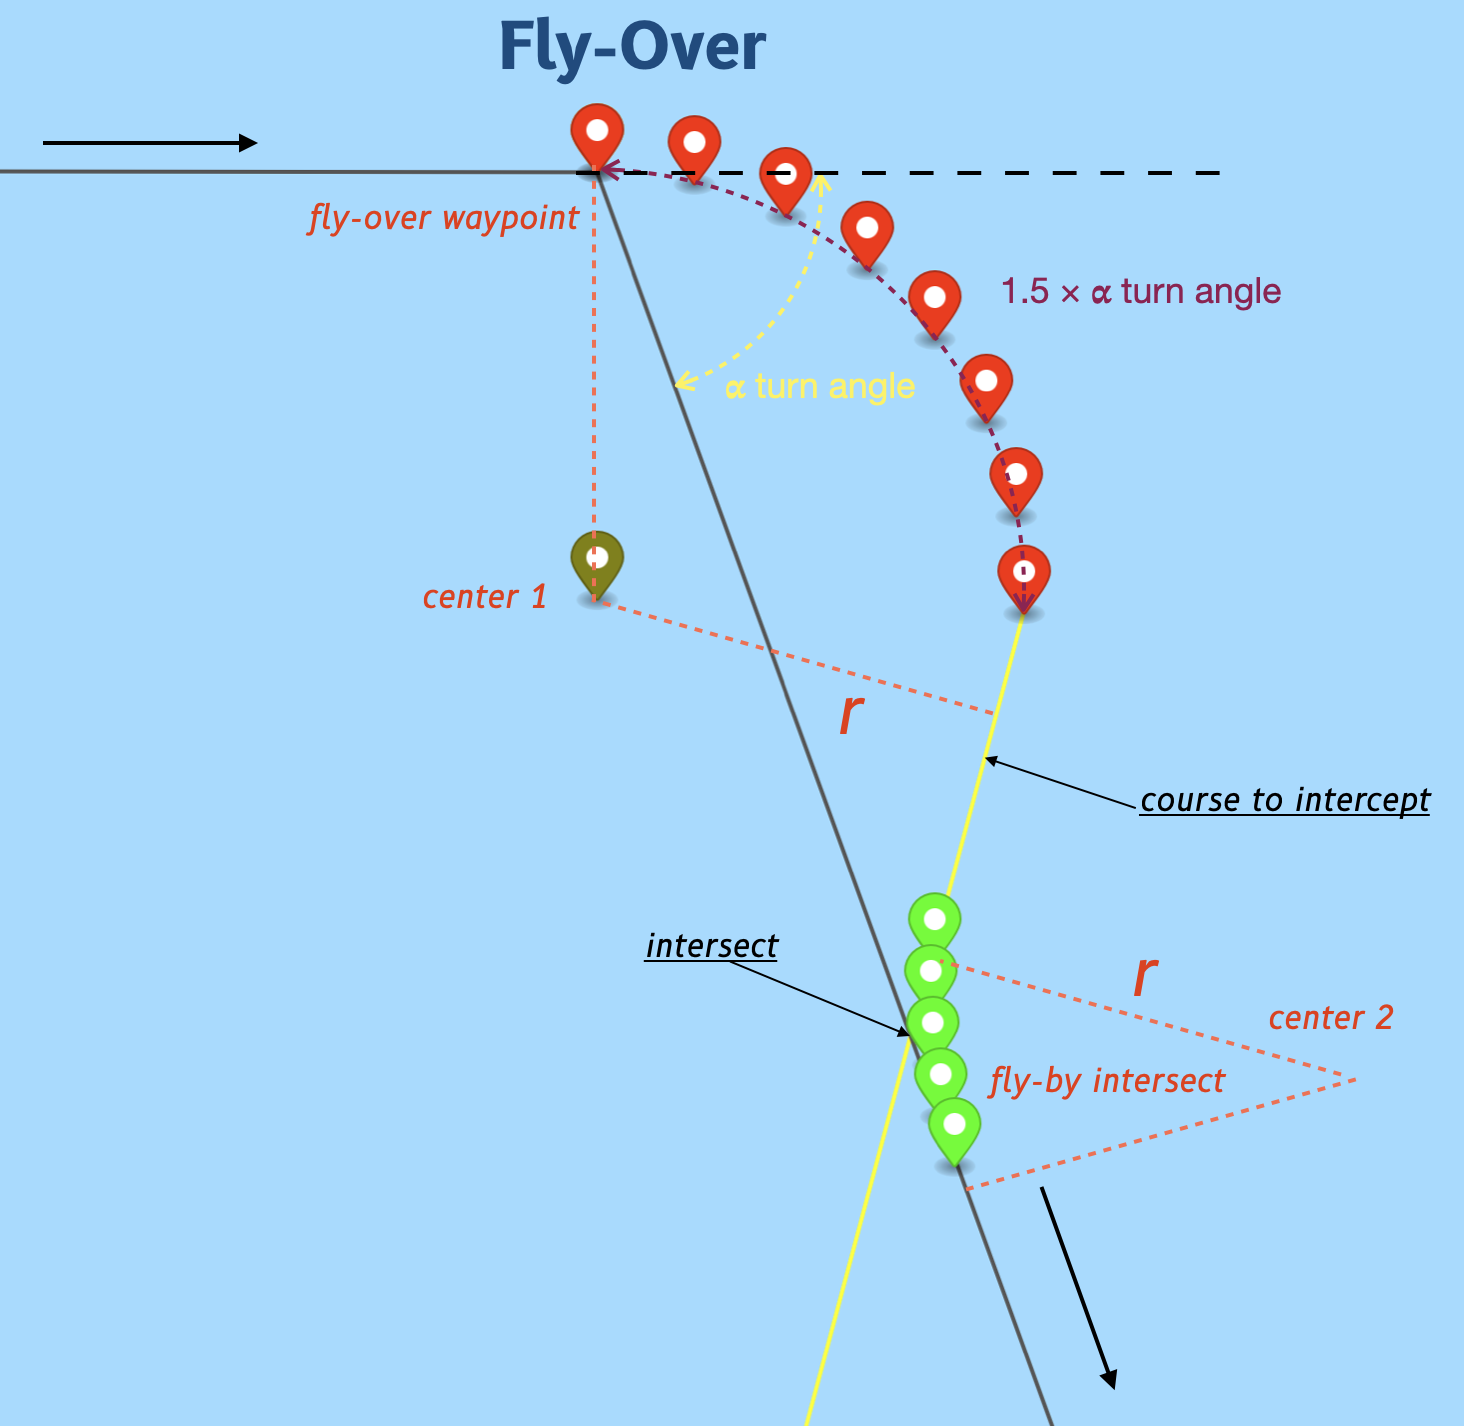 Fly-Over
fly-over waypoint
1.5 × α turn angle
α turn angle
center 1
r
course to intercept
intersect
r
center 2
fly-by intersect